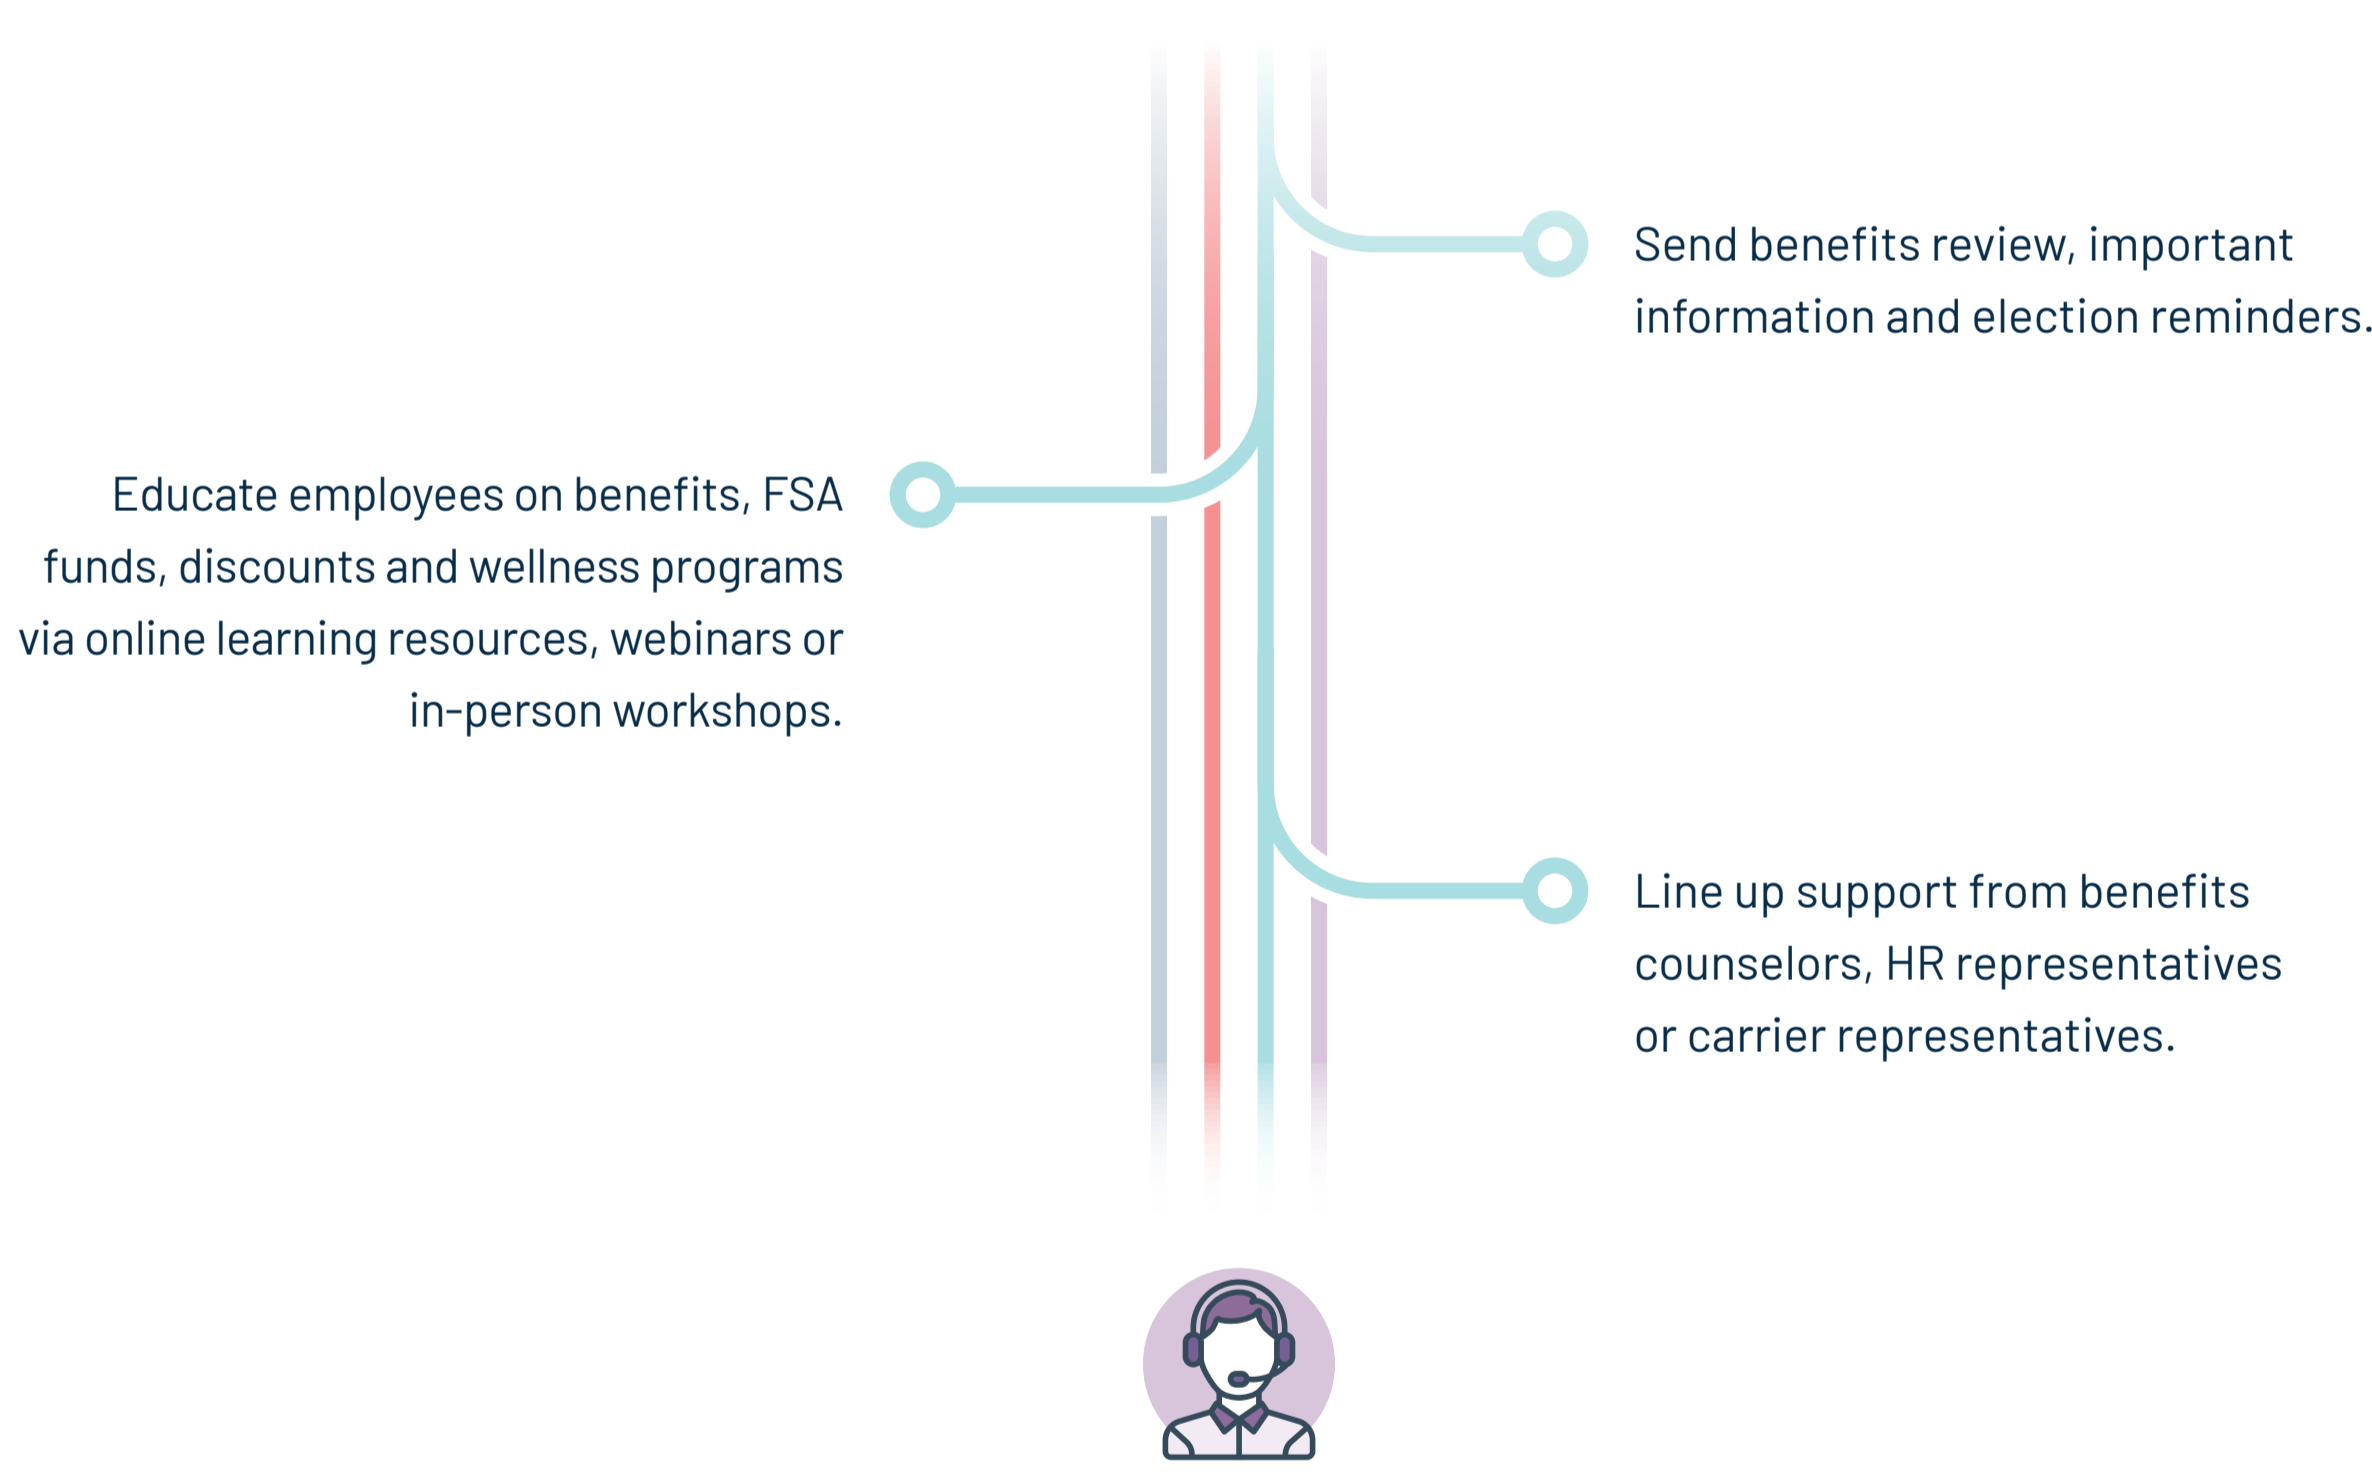 Send benefits review, important
information and election reminders.
Educate employees on benefits, FSA
funds, discounts and wellness programs
via online learning resources, webinars or
in-person workshops.
Line up support from benefits
counselors, HR representatives
or carrier representatives.